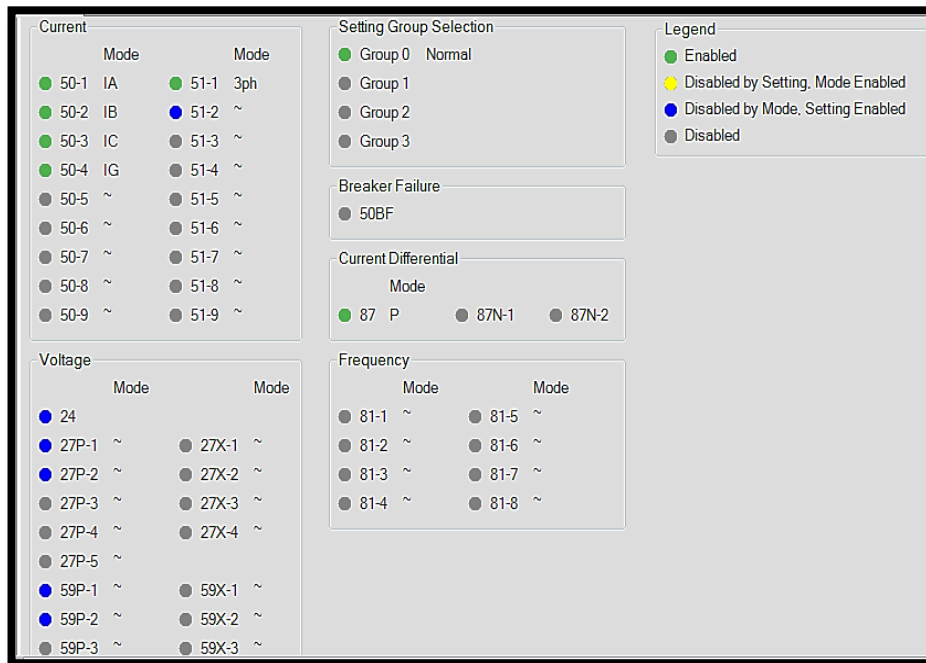 Current
Mode Mode
50-1 IA 51-1 3ph
50-2 IB 51-2 ~
50-3 IC 51-3 ~
50-4 IG 51-4 ~
50-5 ~ 51-5 ~
50-6 ~ 51-6 ~
50-7 ~ 51-7 ~
50-8 ~ 51-8 ~
50-9 ~ 51-9 ~
Voltage
Mode Mode
24
27P-1 ~ 27X-1 ~
27P-2 ~ 27X-2 ~
27P-3 ~ 27X-3 ~
27P-4 ~ 27X-4 ~
27P-5 ~
59P-1 ~ 59X-1 ~
59P-2 ~ 59X-2 ~
59P-3 ~ 59X-3 ~
Setting Group Selection
Group 0 Normal
Group 1
Group 2
Group 3
Breaker Failure
50BF
Current Differential
Mode
87 P 87N-1 87N-2
Frequency
Mode Mode
81-1 ~ 81-5 ~
81-2 ~ 81-6 ~
81-3 ~ 81-7 ~
81-4 ~ 81-8 ~
Legend
Enabled
Disabled by Setting, Mode Enabled
Disabled by Mode, Setting Enabled
Disabled